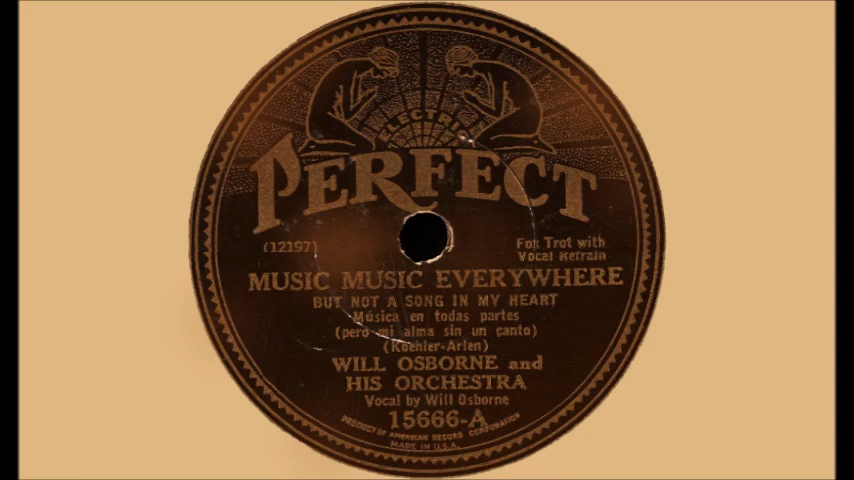 ELECTRIC
PERFECT
(12197)
Fox Trot with
Vocal Refrain
MUSIC MUSIC EVERYWHERE
BUT NOT A SONG IN MY HEART
Música en todas partes
(pero mi alma sin un canto)
(Koehler-Arlen)
WILL OSBORNE and
HIS ORCHESTRA
Vocal by Will Osborne
15666-A
PRODUCT OF AMERICAN RECORD CORPORATION
MADE IN U.S.A.